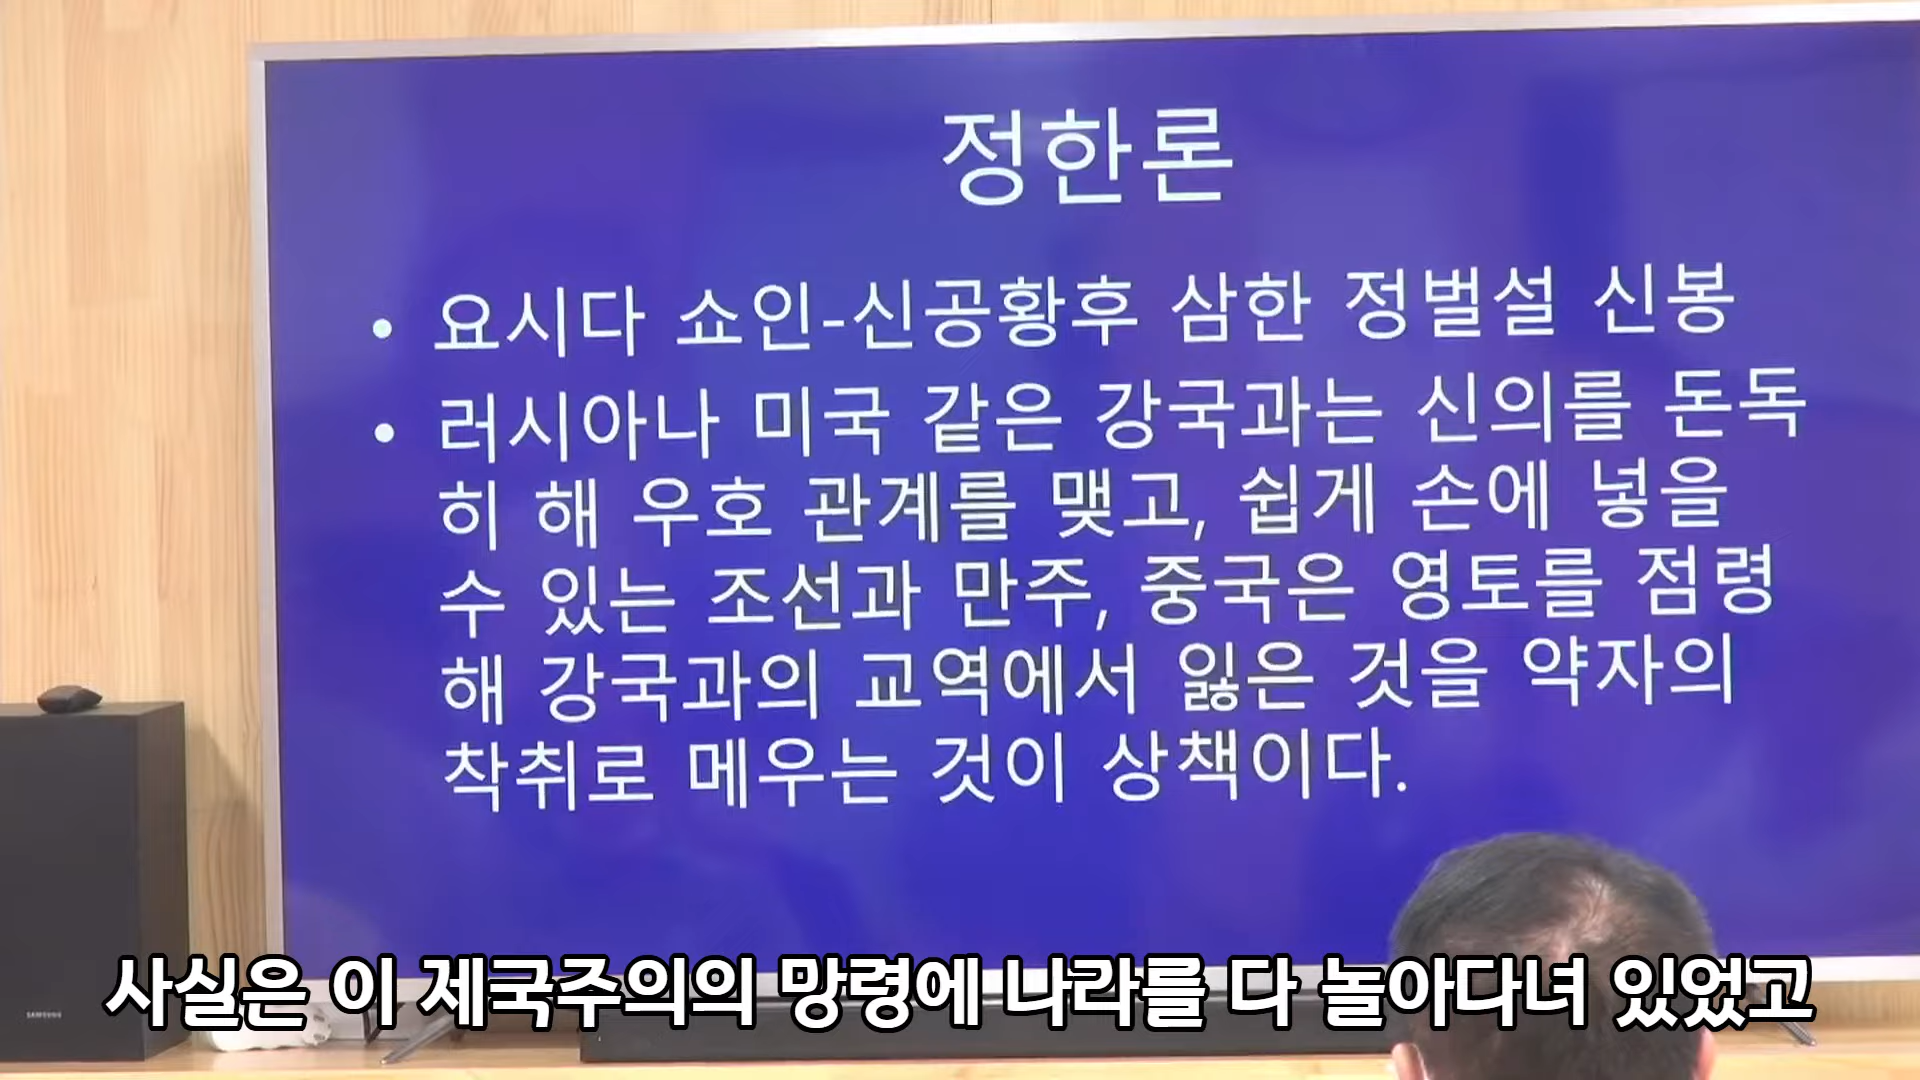 정한론
• 요시다 쇼인-신공황후 삼한 정벌설 신봉
• 러시아나 미국 같은 강국과는 신의를 돈독
히 해 우호 관계를 맺고, 쉽게 손에 넣을
수 있는 조선과 만주, 중국은 영토를 점령
해 강국과의 교역에서 잃은 것을 약자의
착취로 메우는 것이 상책이다.
SAMSUNG
사실은 이 제국주의의 망령에 나라를 다 놀아다녀 있었고